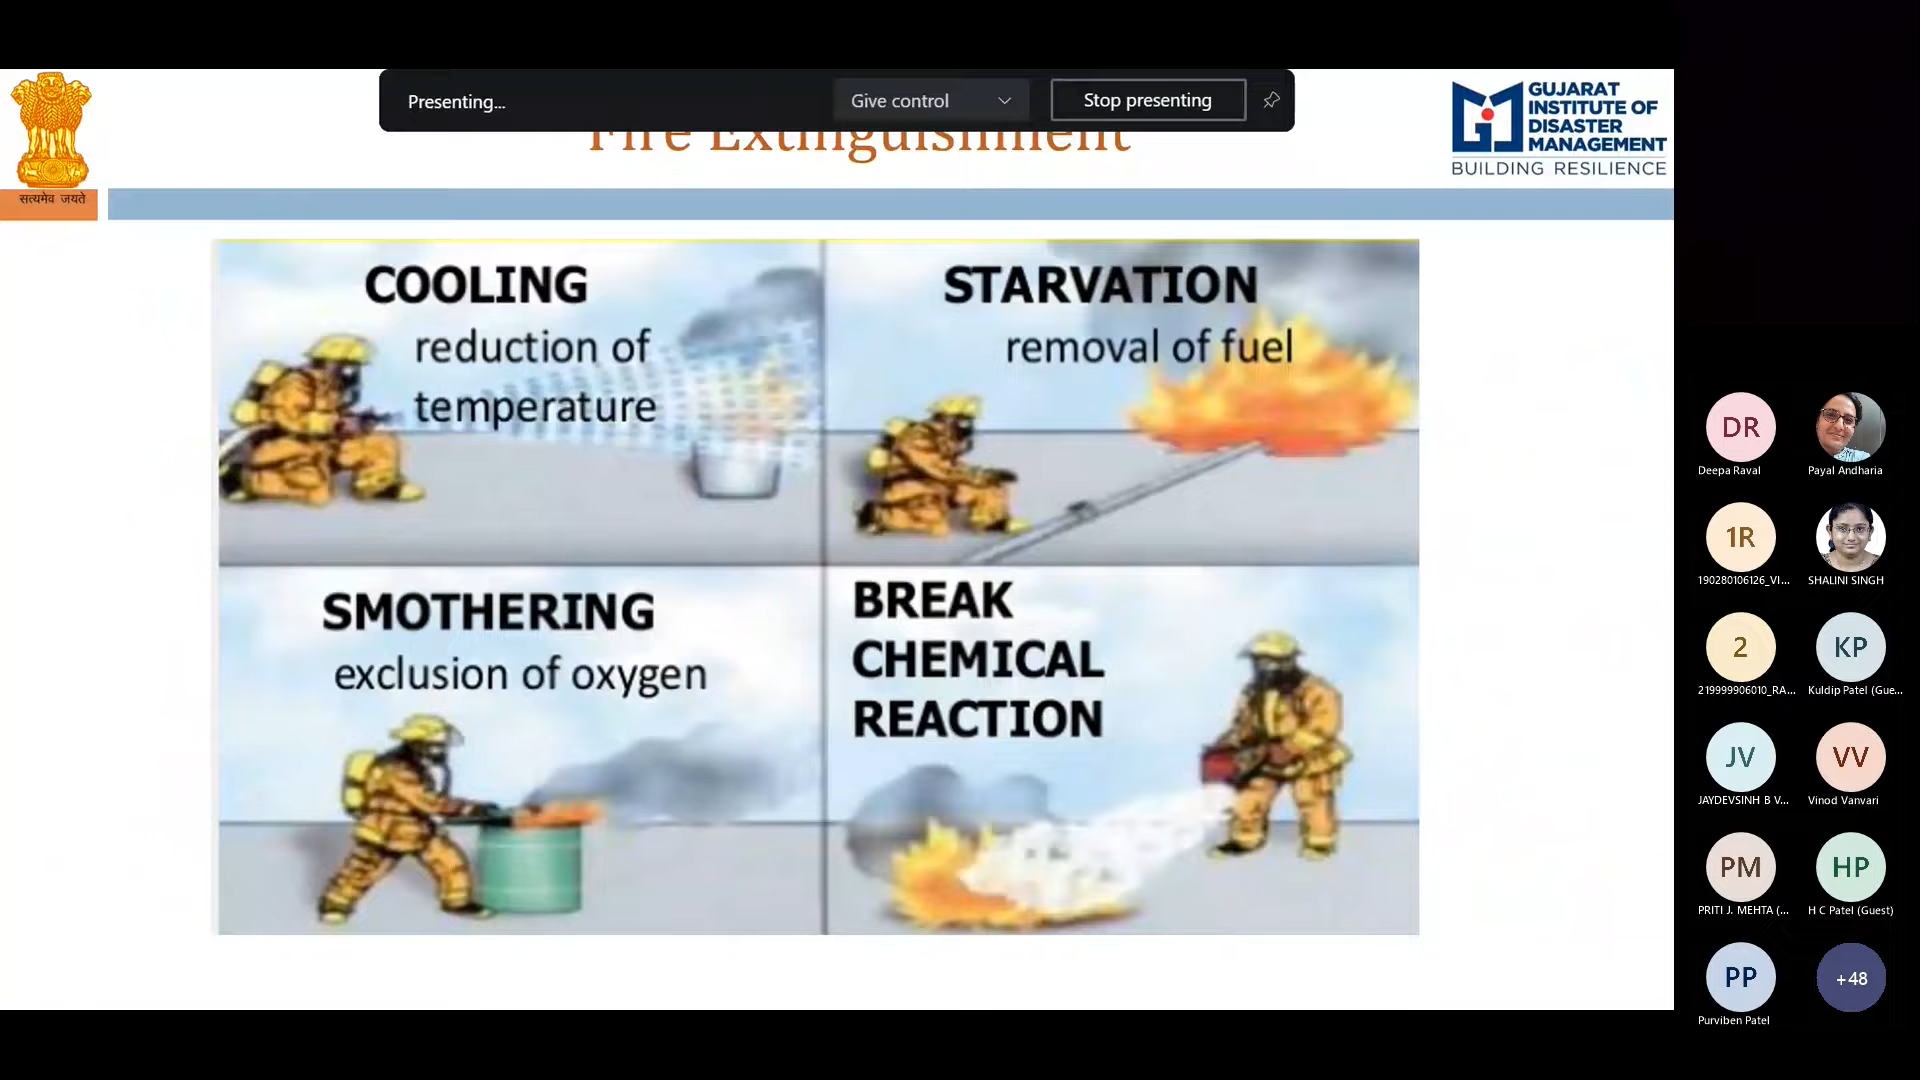 Presenting...
Give control
Stop presenting
Fire Extinguishment
सत्यमेव जयते
GUJARAT
INSTITUTE OF
DISASTER
MANAGEMENT
BUILDING RESILIENCE
COOLING
reduction of
temperature
STARVATION
removal of fuel
SMOTHERING
exclusion of oxygen
BREAK
CHEMICAL
REACTION
DR
Deepa Raval
Payal Andharia
1R
190280106126_VI...
SHALINI SINGH
2
219999906010_RA...
KP
Kuldip Patel (Gue...
JV
JAYDEVSINH B V...
VV
Vinod Vanvari
PM
PRITI J. MEHTA (...
HP
H C Patel (Guest)
PP
Purviben Patel
+48